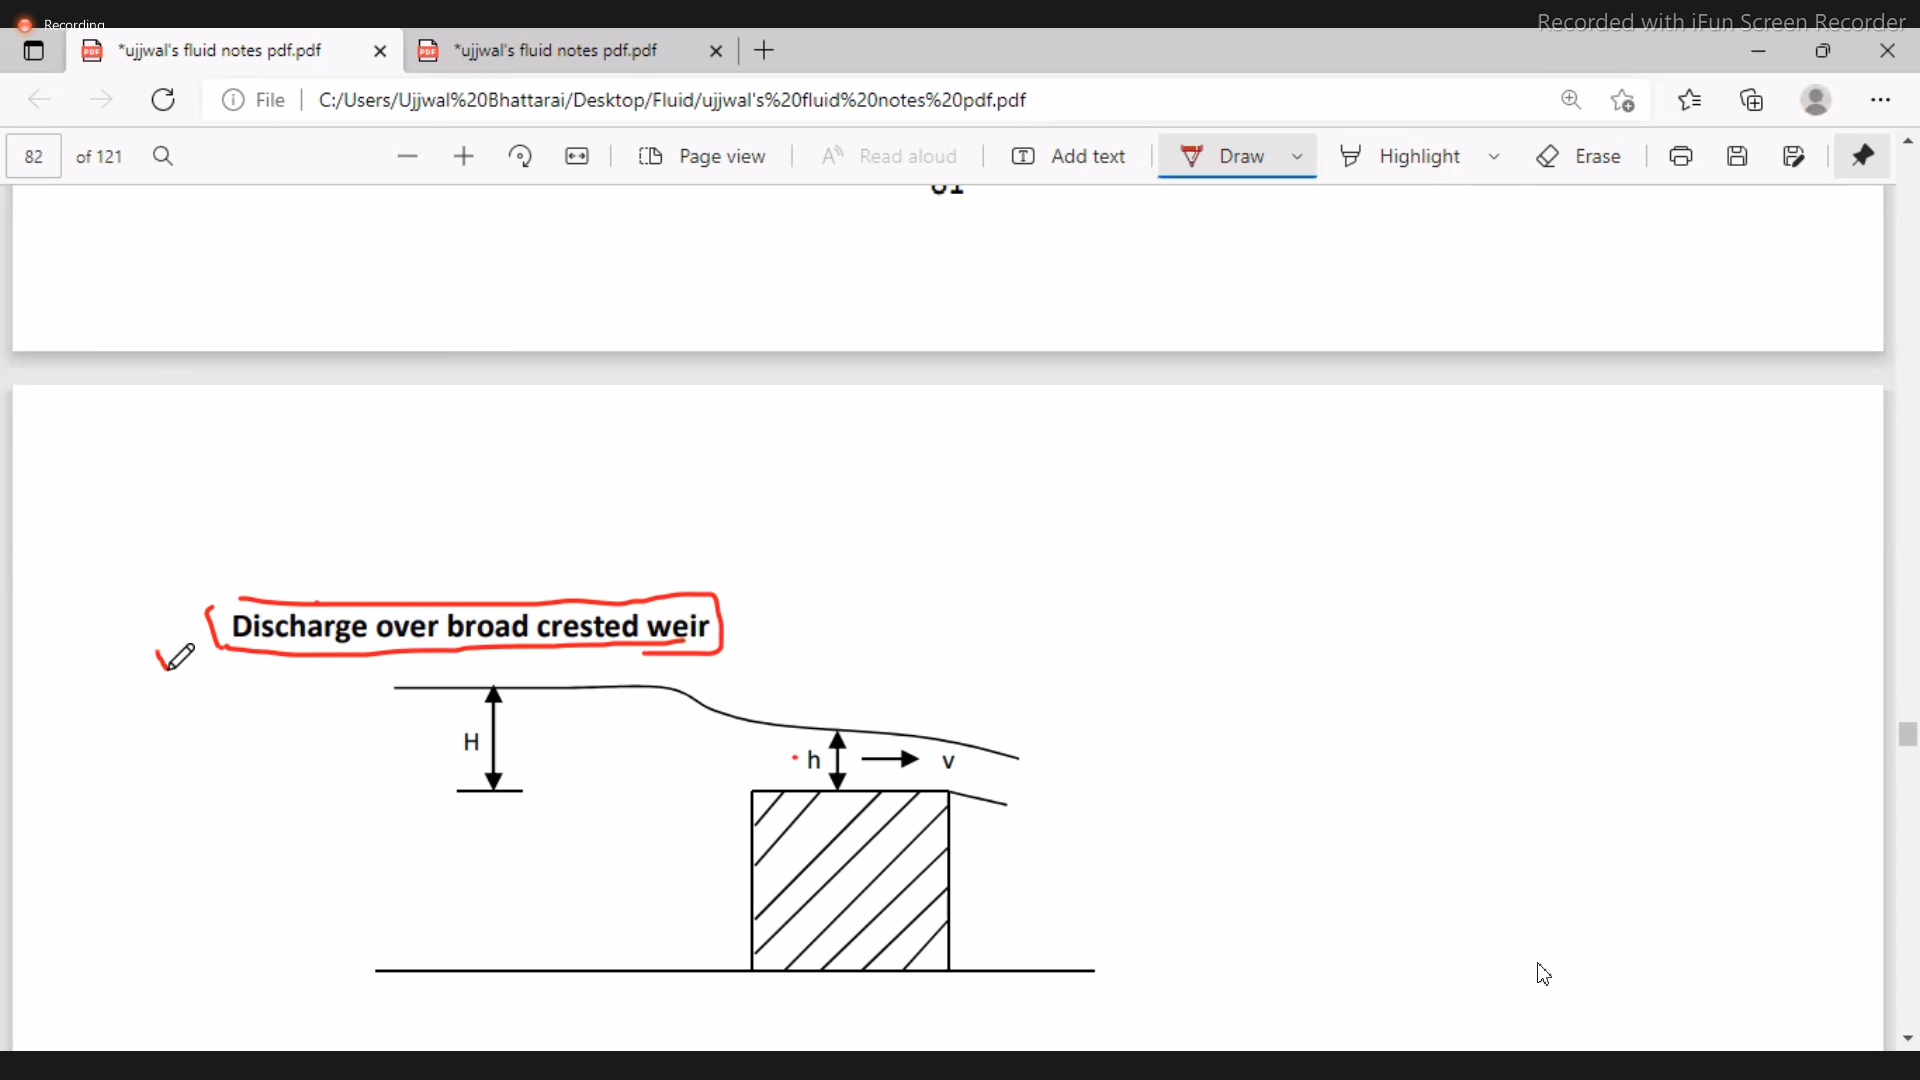 Recording
Recorded with iFun Screen Recorder
*ujjwal's fluid notes pdf.pdf
*ujjwal's fluid notes pdf.pdf
File
C:/Users/Ujjwal%20Bhattarai/Desktop/Fluid/ujjwal's%20fluid%20notes%20pdf.pdf
82 of 121
Page view
Read aloud
Add text
Draw
Highlight
Erase
81
Discharge over broad crested weir
H
h
v